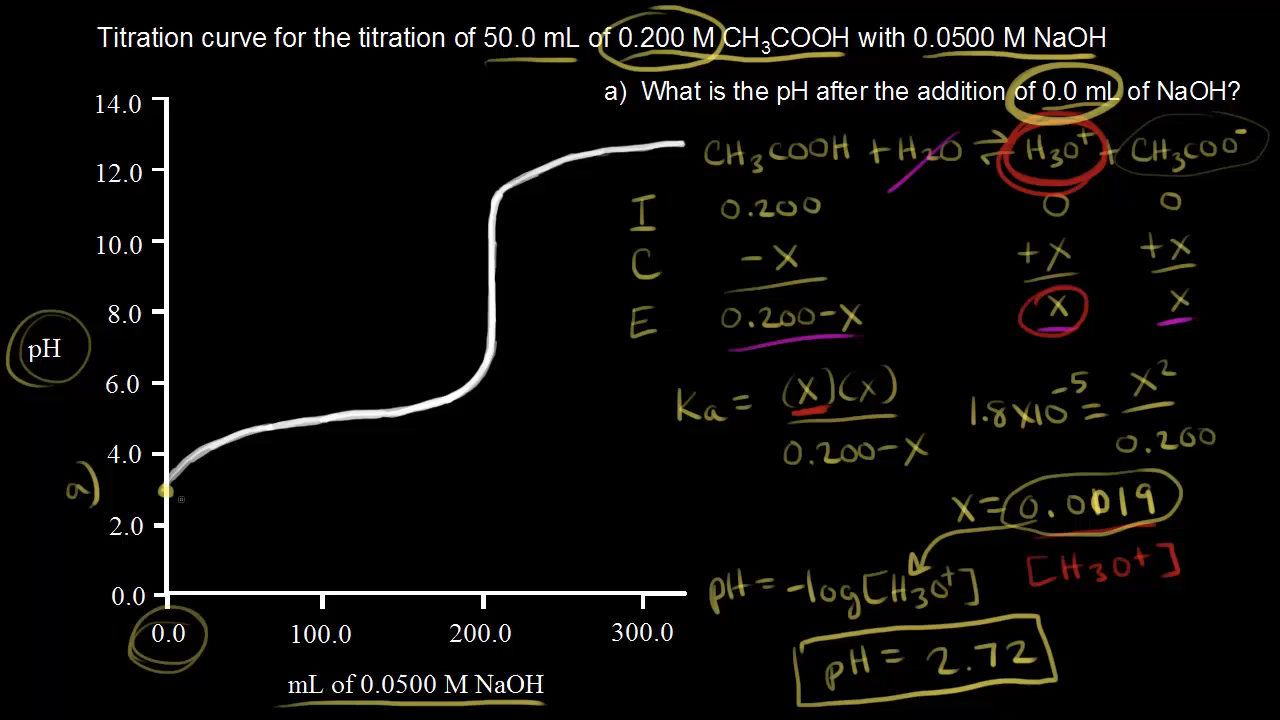 Titration curve for the titration of 50.0 mL of 0.200 M CH₃COOH with 0.0500 M NaOH
a) What is the pH after the addition of 0.0 mL of NaOH?
14.0
12.0
10.0
8.0
6.0
4.0
2.0
0.0
pH
a)
0.0 100.0 200.0 300.0
mL of 0.0500 M NaOH
CH₃COOH + H₂O ⇌ H₃O⁺ + CH₃COO⁻
I 0.200 0 0
C -X +X +X
E 0.200-X X X
Ka = (X)(X) / 0.200-X
1.8X10⁻⁵ = X² / 0.200
X = 0.0019
[H₃O⁺]
pH = -log[H₃O⁺]
pH = 2.72